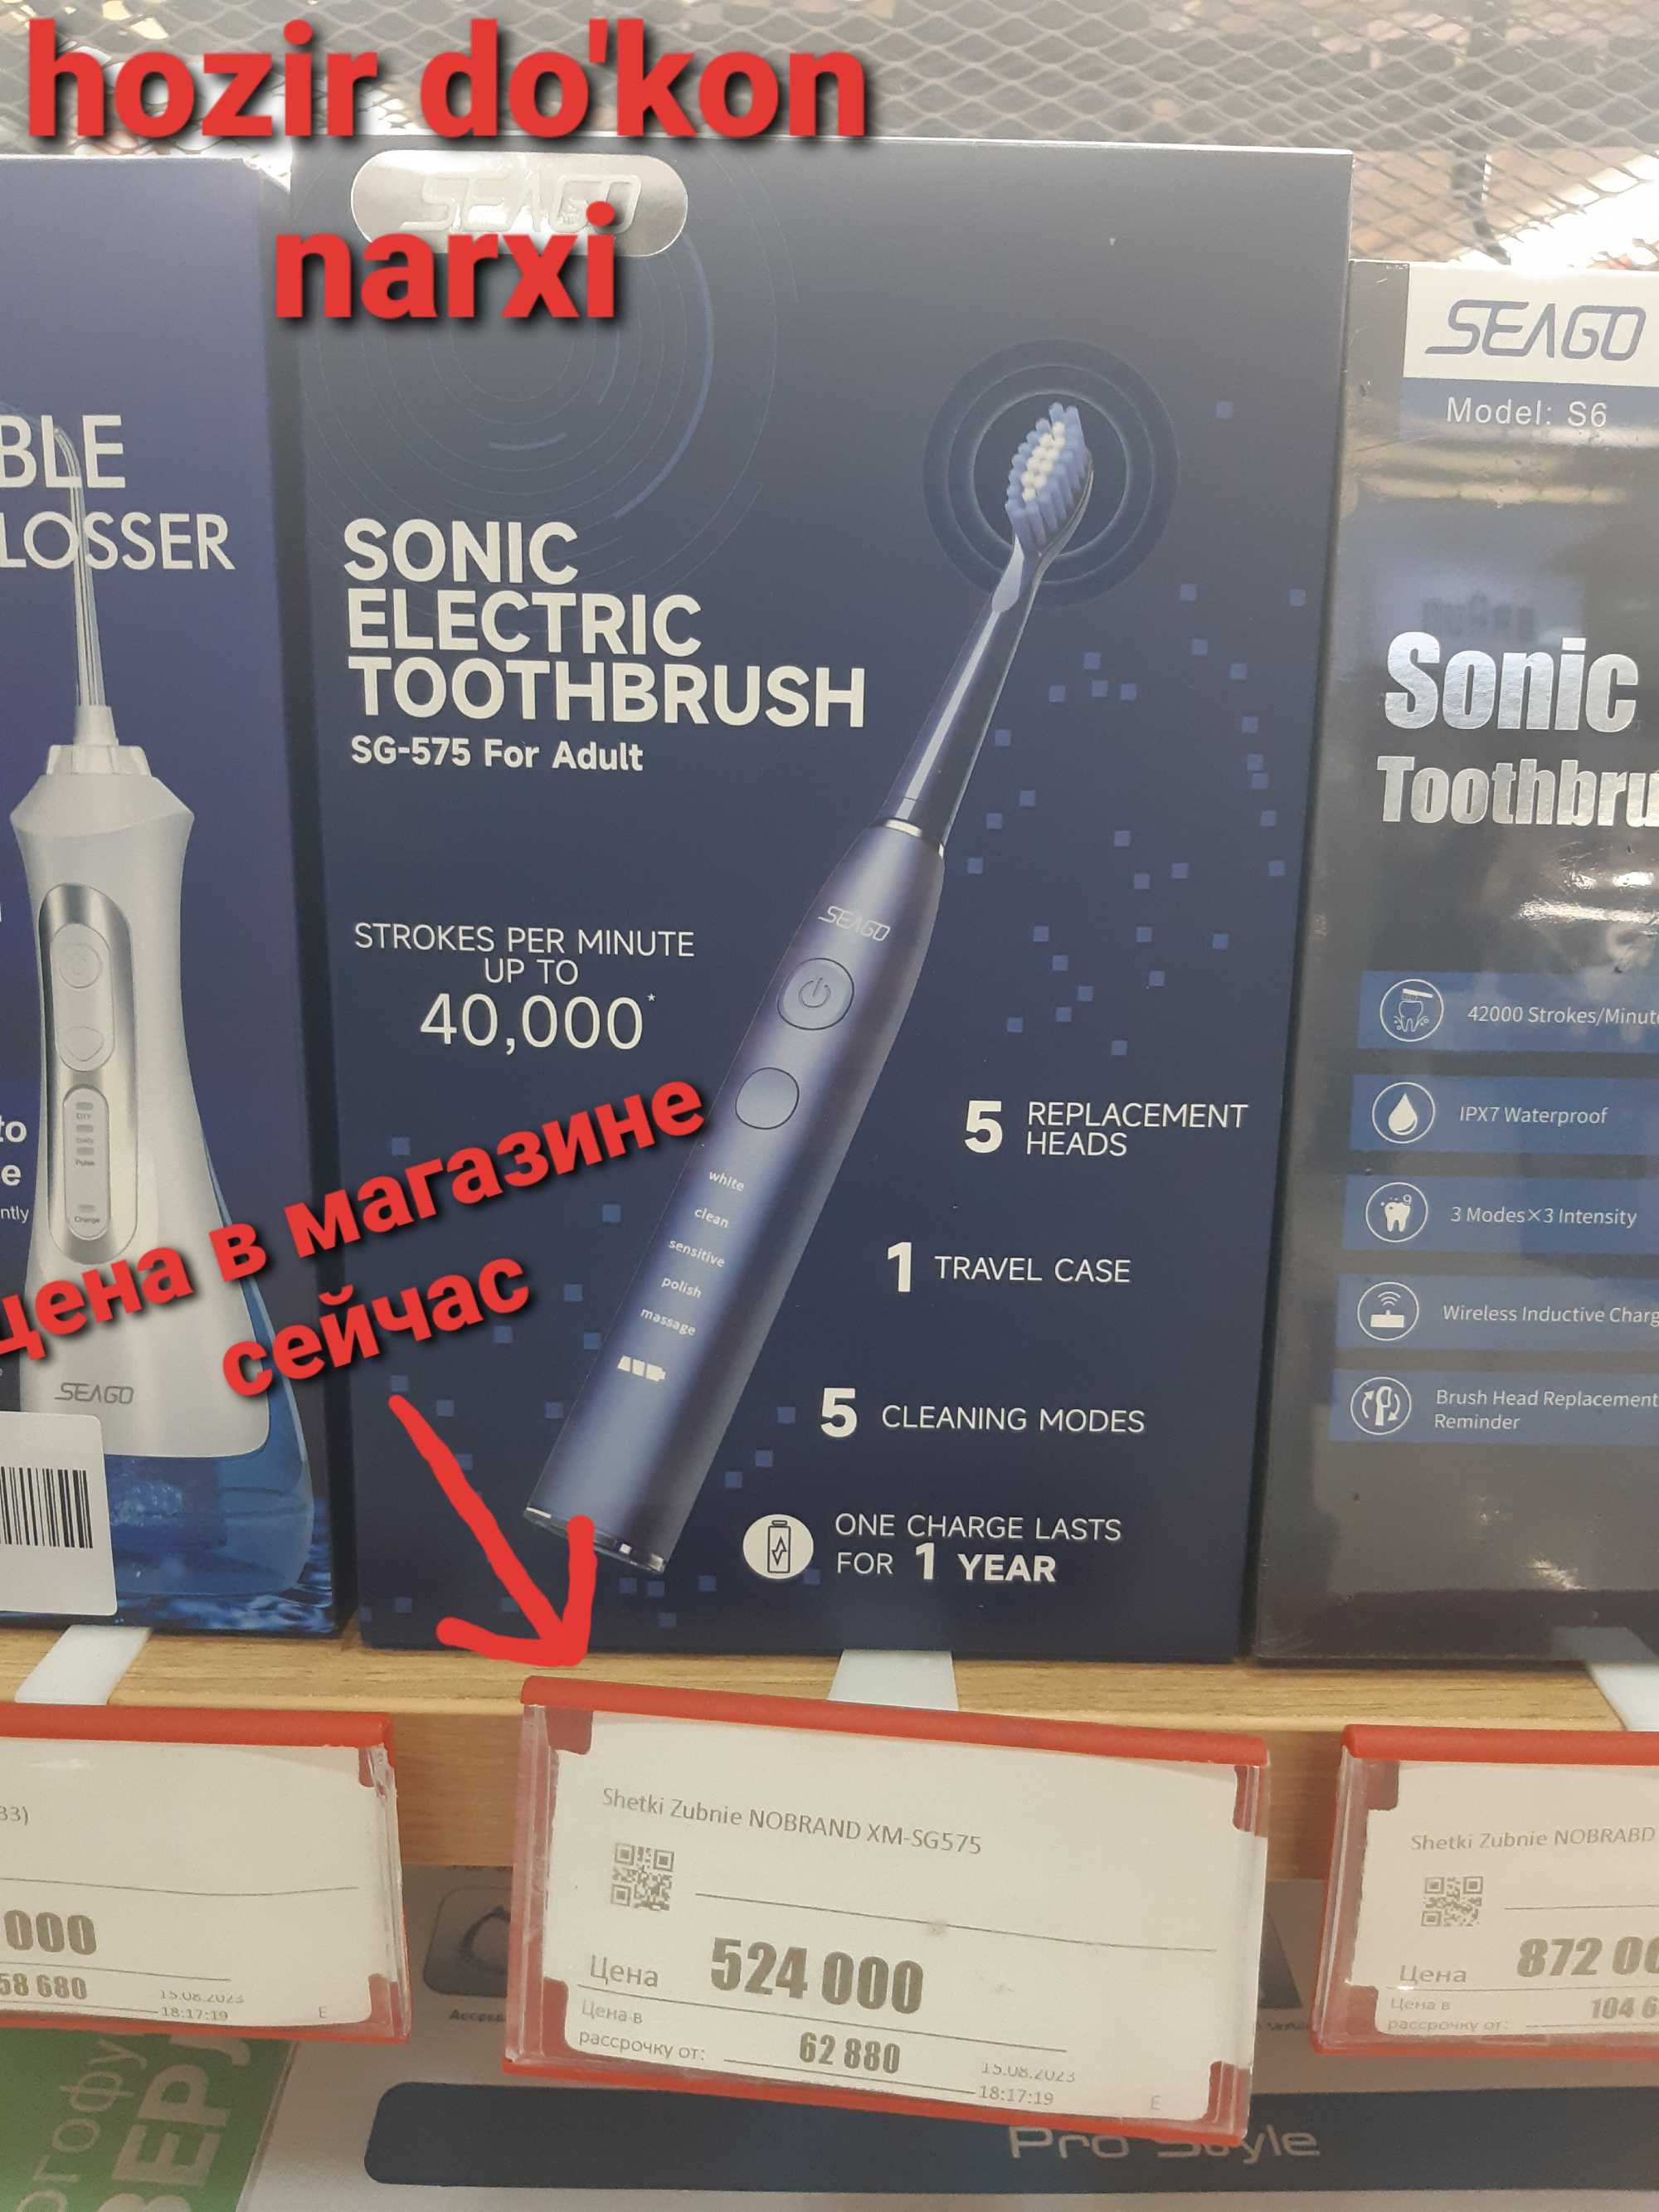 hozir do'kon
narxi
SEAGO
BLE
LOSSER
to
e
ntly
SEAGO
SONIC
ELECTRIC
TOOTHBRUSH
SG-575 For Adult
STROKES PER MINUTE
UP TO
40,000*
SEAGO
white
clean
sensitive
polish
massage
5 REPLACEMENT
HEADS
1 TRAVEL CASE
5 CLEANING MODES
ONE CHARGE LASTS
FOR 1 YEAR
цена в магазине
сейчас
SEAGO
Model: S6
Sonic
Toothbru
42000 Strokes/Minut
IPX7 Waterproof
3 Modes×3 Intensity
Wireless Inductive Charg
Brush Head Replacement
Reminder
33)
000
58 680
15.08.2023
18:17:19
E
Shetki Zubnie NOBRAND XM-SG575
Цена 524 000
Цена в
рассрочку от: 62 880
15.08.2023
18:17:19
E
Shetki Zubnie NOBRABD
Цена 872 00
Цена в
рассрочку от: 104 6
Pro Style